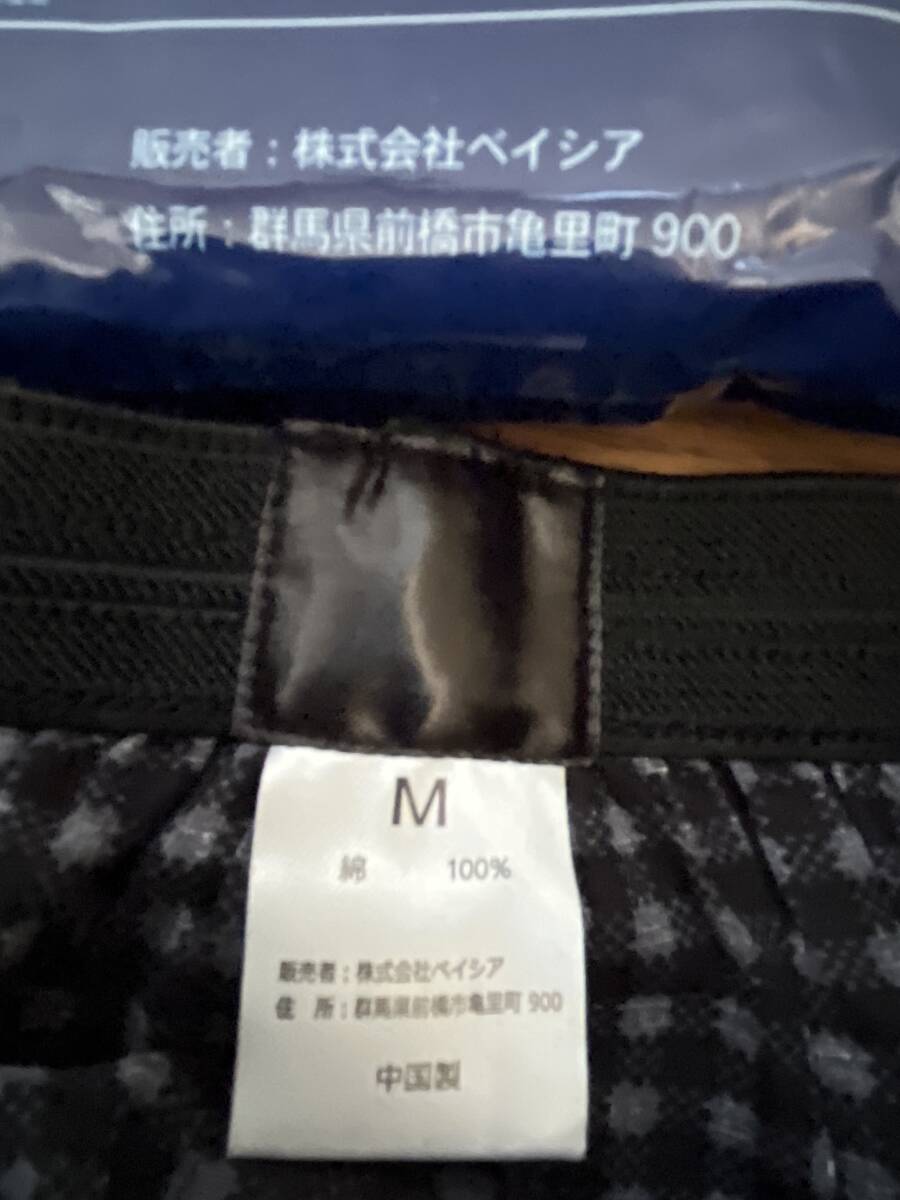 販売者：株式会社ベイシア
住所：群馬県前橋市亀里町 900
M
綿 100%
販売者：株式会社ベイシア
住 所：群馬県前橋市亀里町 900
中国製